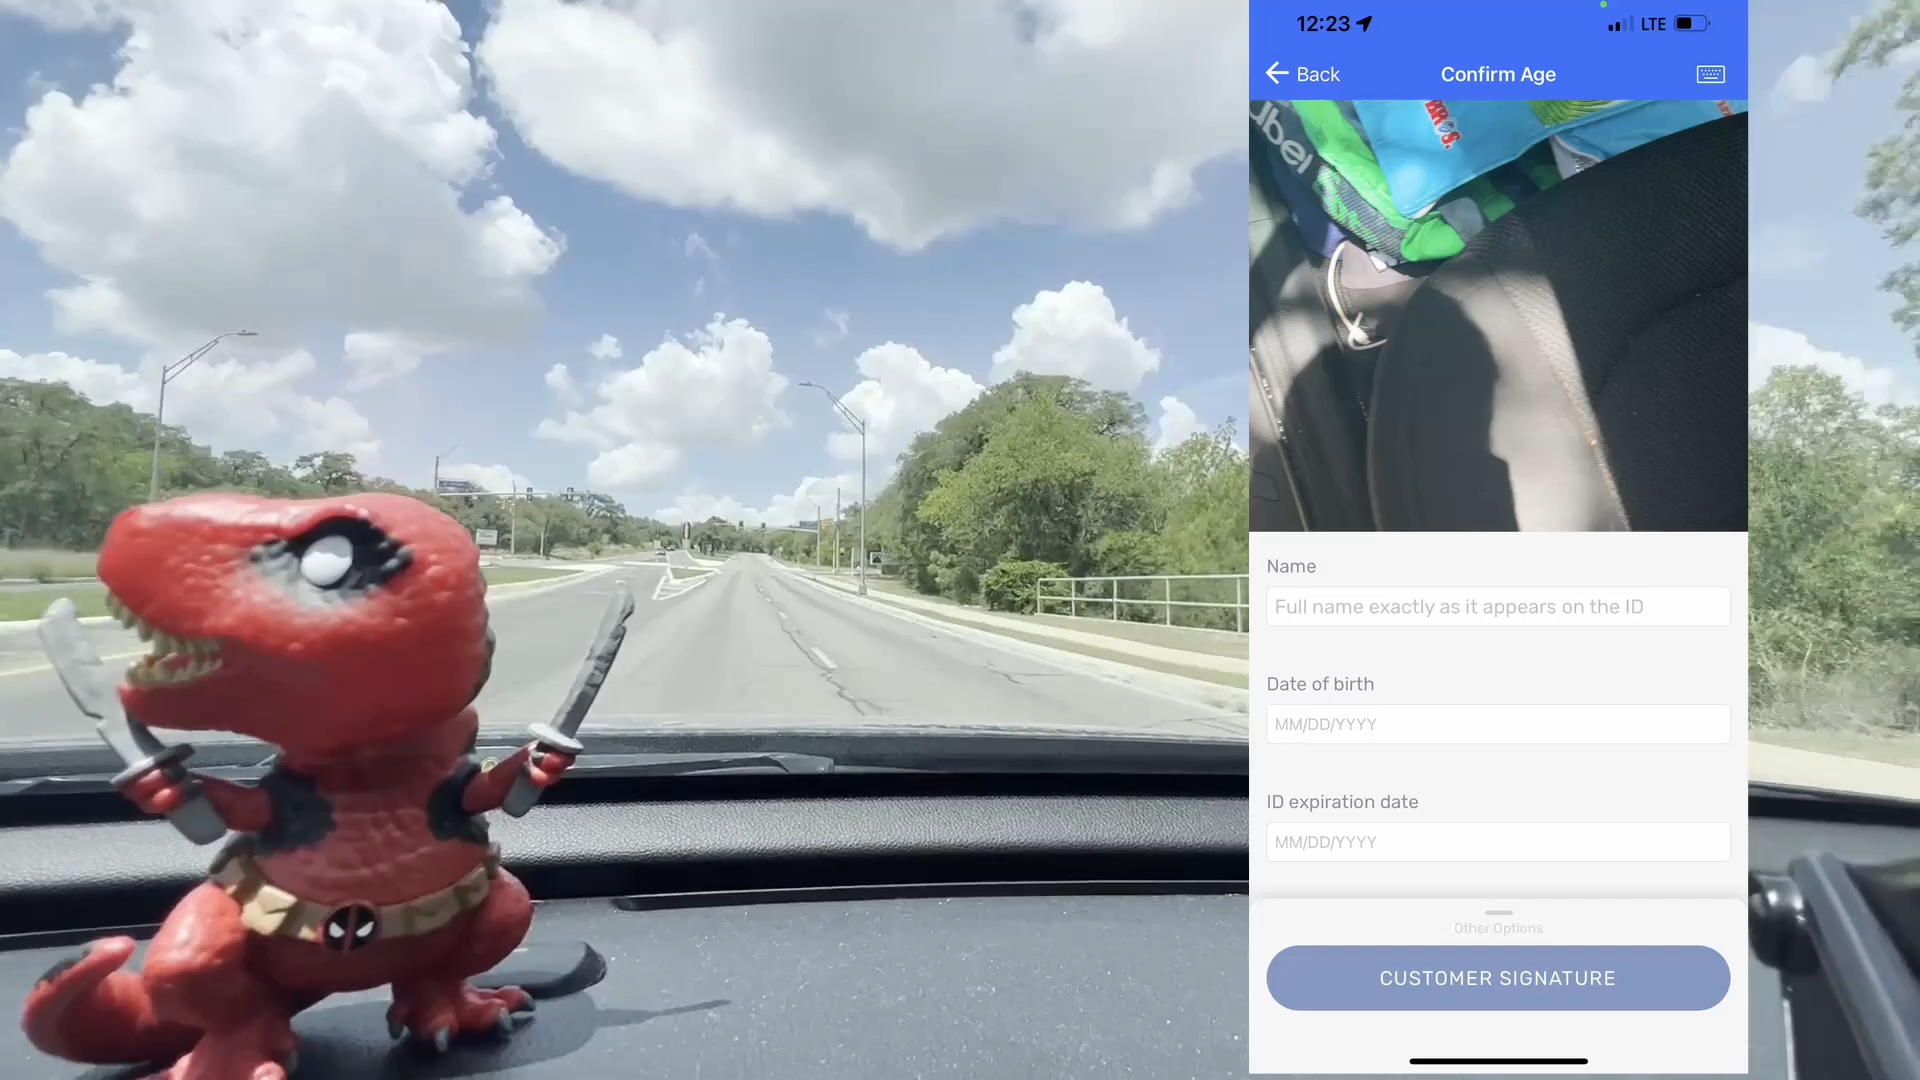 12:23
LTE
Back
Confirm Age
BROS.
Name
Full name exactly as it appears on the ID
Date of birth
MM/DD/YYYY
ID expiration date
MM/DD/YYYY
Other Options
CUSTOMER SIGNATURE